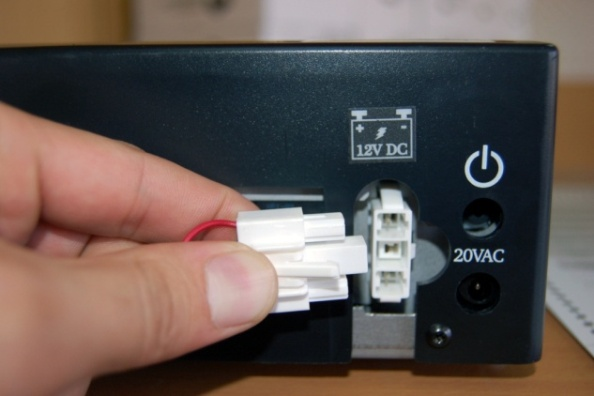 + -
12V DC
20VAC